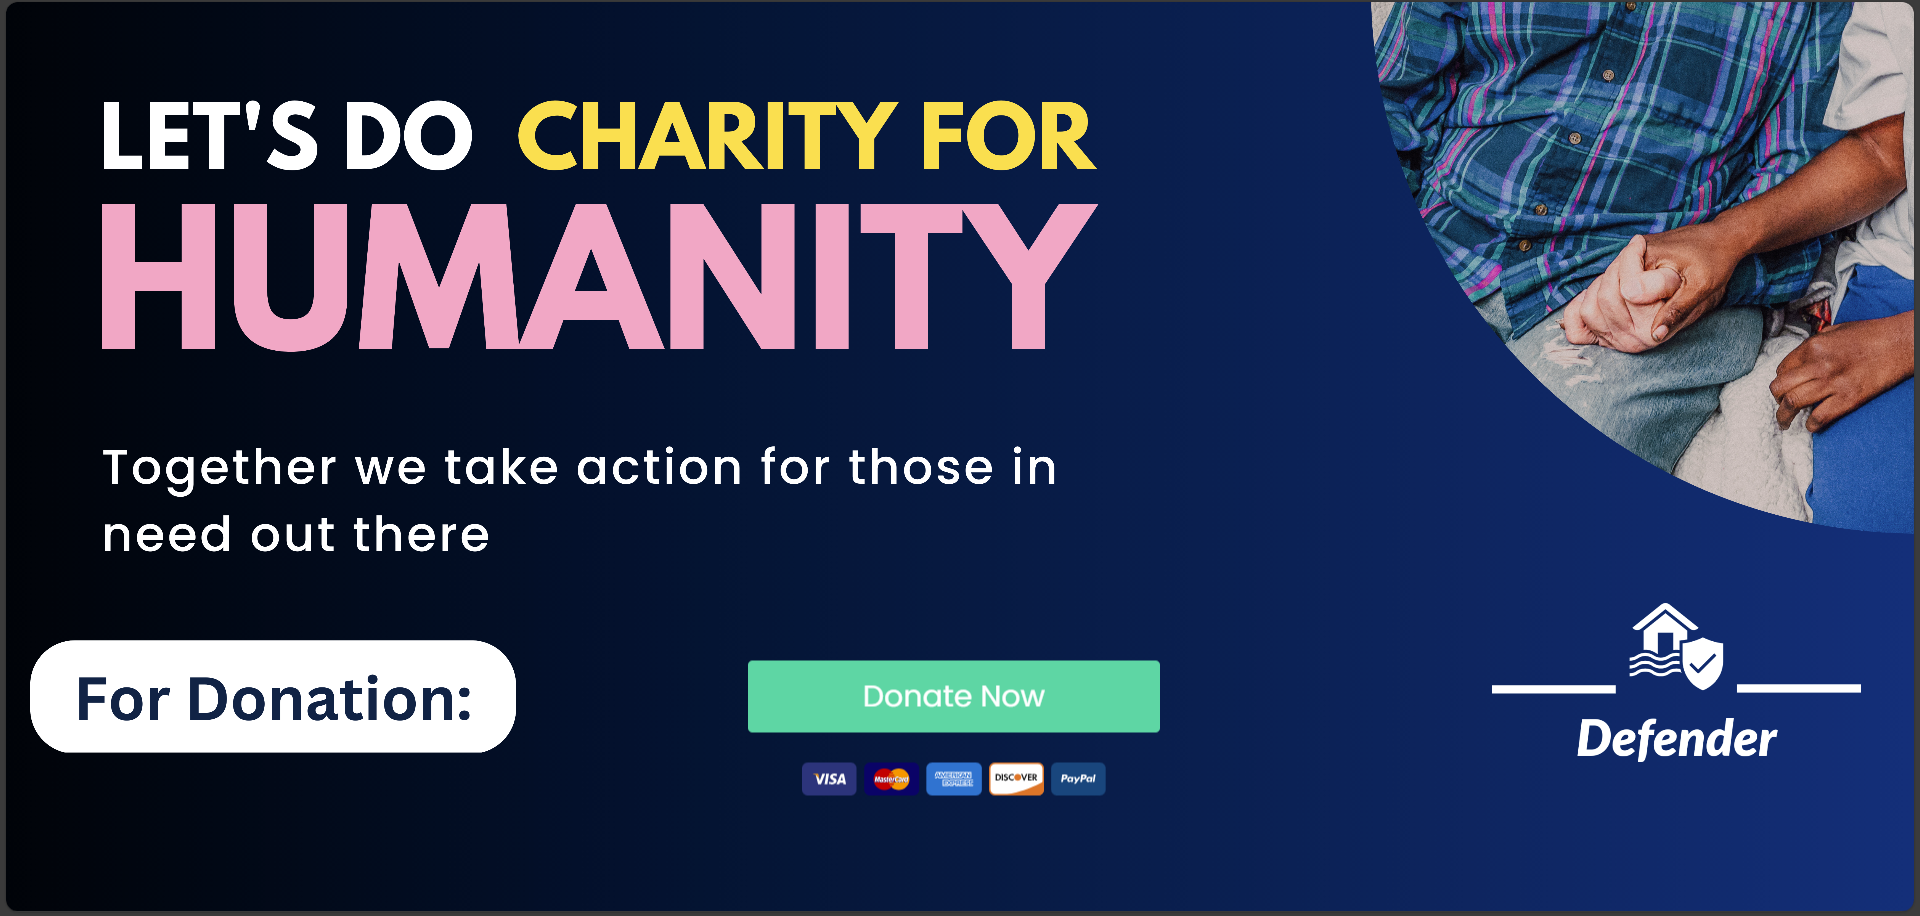 LET'S DO CHARITY FOR
HUMANITY
Together we take action for those in
need out there
For Donation:
Donate Now
VISA MasterCard AMERICAN EXPRESS DISCOVER PayPal
Defender